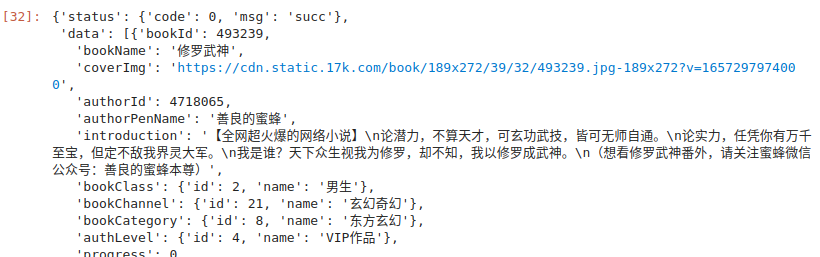 [32]: {'status': {'code': 0, 'msg': 'succ'},
'data': [{'bookId': 493239,
'bookName': '修罗武神',
'coverImg': 'https://cdn.static.17k.com/book/189x272/39/32/493239.jpg-189x272?v=165729797400
0',
'authorId': 4718065,
'authorPenName': '善良的蜜蜂',
'introduction': '【全网超火爆的网络小说】\n论潜力，不算天才，可玄功武技，皆可无师自通。\n论实力，任凭你有万千
至宝，但定不敌我界灵大军。\n我是谁？天下众生视我为修罗，却不知，我以修罗成武神。\n（想看修罗武神番外，请关注蜜蜂微信
公众号：善良的蜜蜂本尊）',
'bookClass': {'id': 2, 'name': '男生'},
'bookChannel': {'id': 21, 'name': '玄幻奇幻'},
'bookCategory': {'id': 8, 'name': '东方玄幻'},
'authLevel': {'id': 4, 'name': 'VIP作品'},
'progress': 0,